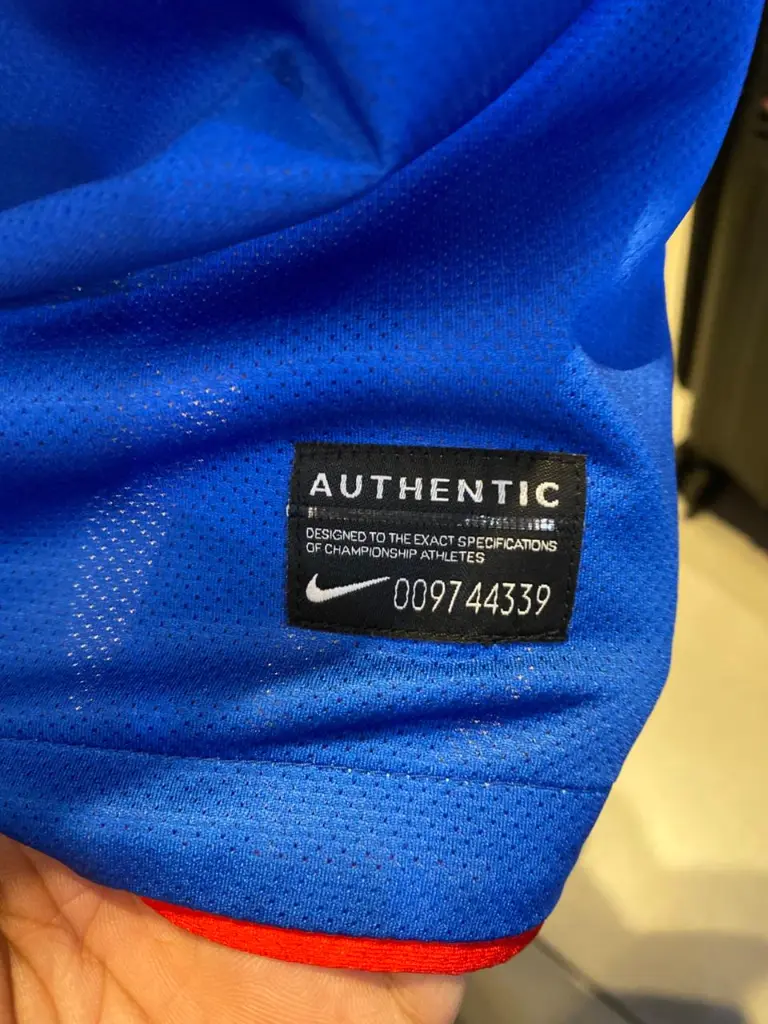 AUTHENTIC
DESIGNED TO THE EXACT SPECIFICATIONS
OF CHAMPIONSHIP ATHLETES
009744339